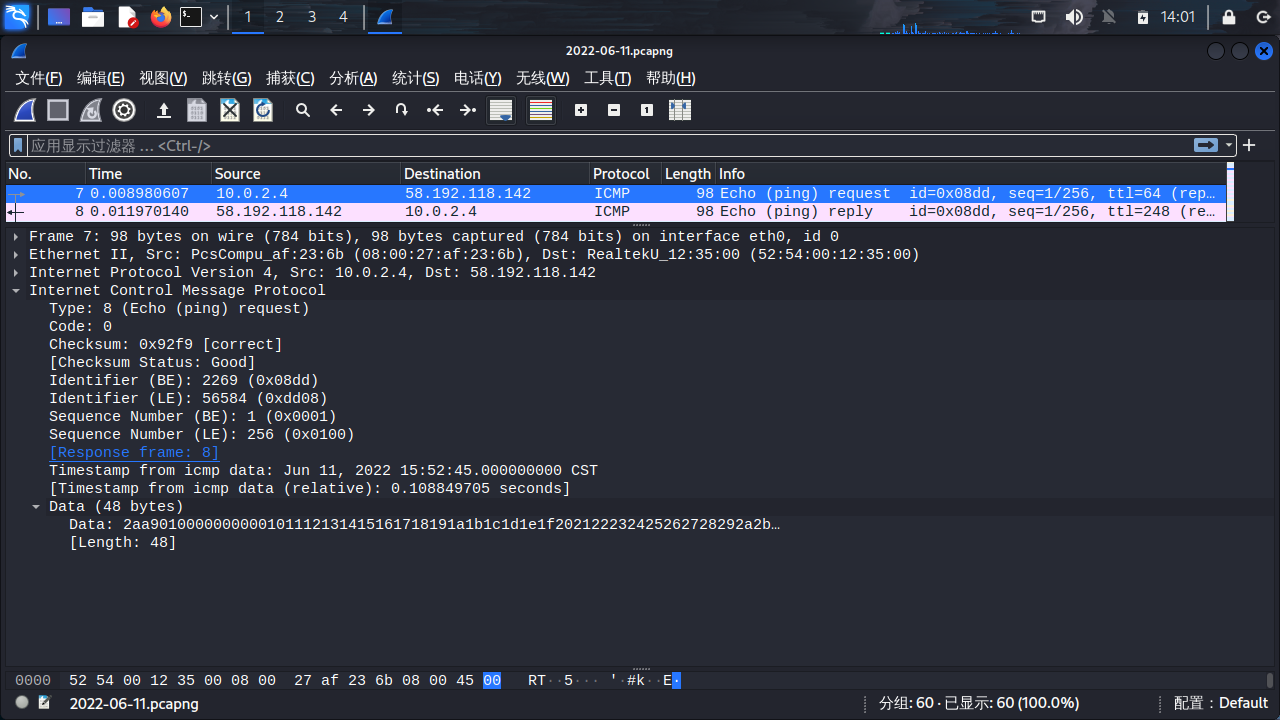 1 2 3 4 14:01
2022-06-11.pcapng
文件(F) 编辑(E) 视图(V) 跳转(G) 捕获(C) 分析(A) 统计(S) 电话(Y) 无线(W) 工具(T) 帮助(H)
应用显示过滤器 … <Ctrl-/>
No. Time Source Destination Protocol Length Info
7 0.008980607 10.0.2.4 58.192.118.142 ICMP 98 Echo (ping) request id=0x08dd, seq=1/256, ttl=64 (rep…
8 0.011970140 58.192.118.142 10.0.2.4 ICMP 98 Echo (ping) reply id=0x08dd, seq=1/256, ttl=248 (re…
Frame 7: 98 bytes on wire (784 bits), 98 bytes captured (784 bits) on interface eth0, id 0
Ethernet II, Src: PcsCompu_af:23:6b (08:00:27:af:23:6b), Dst: RealtekU_12:35:00 (52:54:00:12:35:00)
Internet Protocol Version 4, Src: 10.0.2.4, Dst: 58.192.118.142
Internet Control Message Protocol
Type: 8 (Echo (ping) request)
Code: 0
Checksum: 0x92f9 [correct]
[Checksum Status: Good]
Identifier (BE): 2269 (0x08dd)
Identifier (LE): 56584 (0xdd08)
Sequence Number (BE): 1 (0x0001)
Sequence Number (LE): 256 (0x0100)
[Response frame: 8]
Timestamp from icmp data: Jun 11, 2022 15:52:45.000000000 CST
[Timestamp from icmp data (relative): 0.108849705 seconds]
Data (48 bytes)
Data: 2aa9010000000000101112131415161718191a1b1c1d1e1f202122232425262728292a2b…
[Length: 48]
0000 52 54 00 12 35 00 08 00 27 af 23 6b 08 00 45 00 RT··5···'·#k··E·
2022-06-11.pcapng 分组: 60 · 已显示: 60 (100.0%) 配置：Default